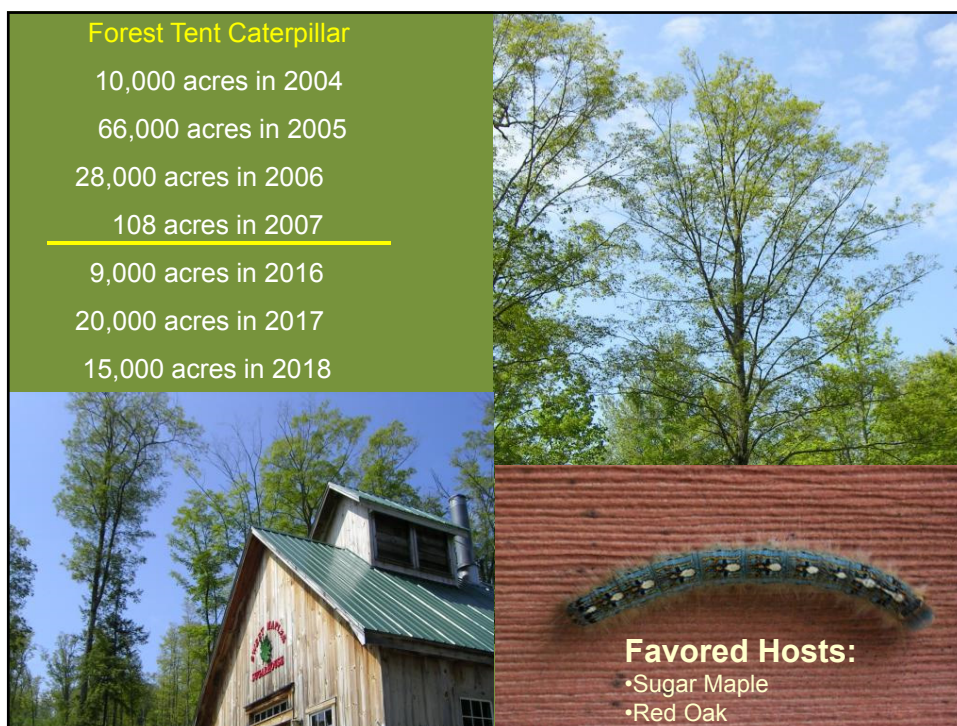 Forest Tent Caterpillar
10,000 acres in 2004
66,000 acres in 2005
28,000 acres in 2006
108 acres in 2007
9,000 acres in 2016
20,000 acres in 2017
15,000 acres in 2018
Favored Hosts:
•Sugar Maple
•Red Oak